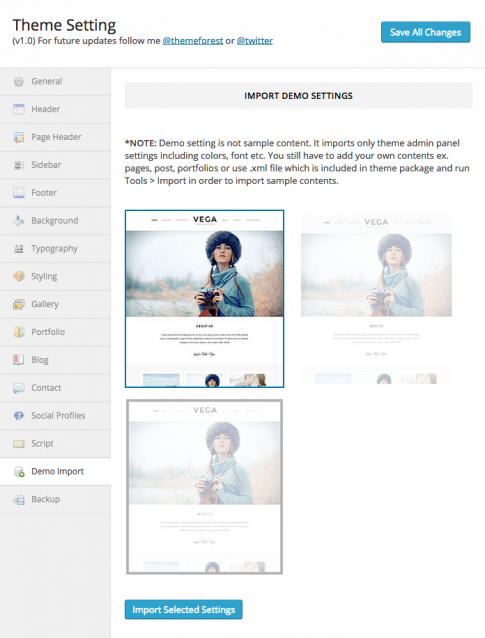 Theme Setting
(v1.0) For future updates follow me @themeforest or @twitter
Save All Changes
General
Header
Page Header
Sidebar
Footer
Background
Typography
Styling
Gallery
Portfolio
Blog
Contact
Social Profiles
Script
Demo Import
Backup
IMPORT DEMO SETTINGS
*NOTE: Demo setting is not sample content. It imports only theme admin panel
settings including colors, font etc. You still have to add your own contents ex.
pages, post, portfolios or use .xml file which is included in theme package and run
Tools > Import in order to import sample contents.
VEGA
ABOUT US
VEGA
ABOUT US
VEGA
ABOUT US
Import Selected Settings